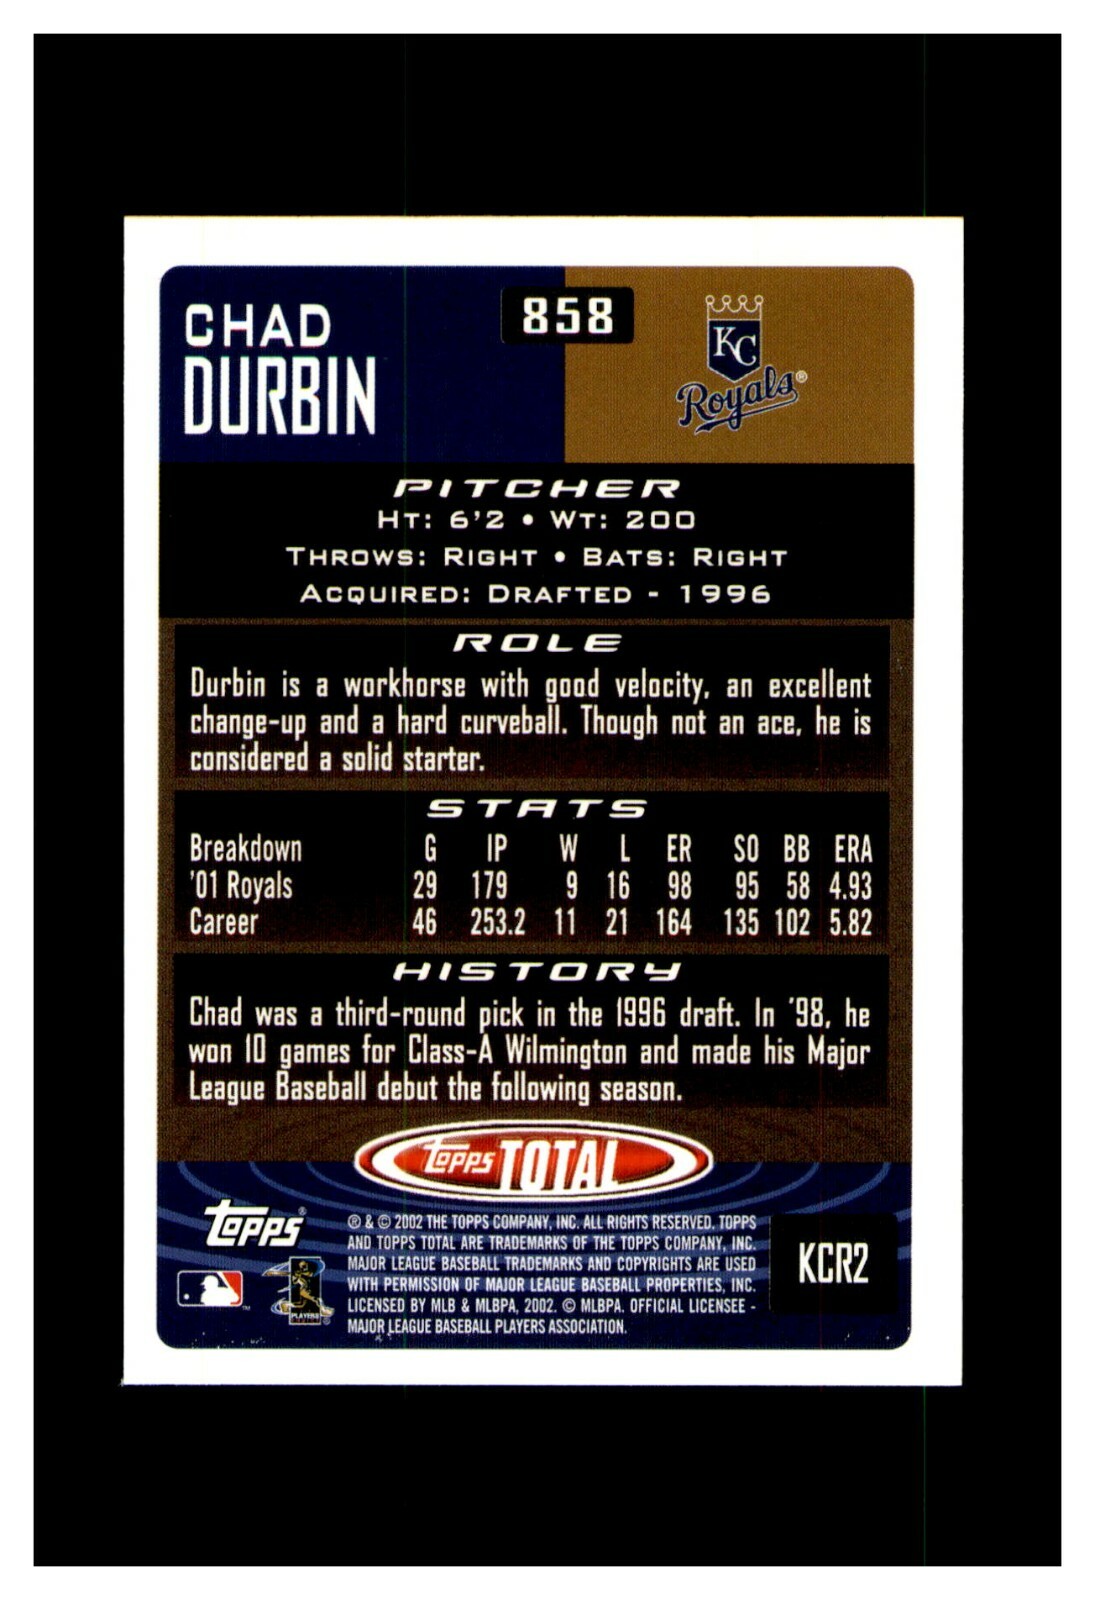 CHAD
DURBIN
858
KC
Royals®
PITCHER
HT: 6'2 • WT: 200
THROWS: RIGHT • BATS: RIGHT
ACQUIRED: DRAFTED - 1996
ROLE
Durbin is a workhorse with good velocity, an excellent
change-up and a hard curveball. Though not an ace, he is
considered a solid starter.
STATS
Breakdown G IP W L ER SO BB ERA
'01 Royals 29 179 9 16 98 95 58 4.93
Career 46 253.2 11 21 164 135 102 5.82
HISTORY
Chad was a third-round pick in the 1996 draft. In '98, he
won 10 games for Class-A Wilmington and made his Major
League Baseball debut the following season.
topps TOTAL
topps®
® & © 2002 THE TOPPS COMPANY, INC. ALL RIGHTS RESERVED. TOPPS
AND TOPPS TOTAL ARE TRADEMARKS OF THE TOPPS COMPANY, INC.
MAJOR LEAGUE BASEBALL TRADEMARKS AND COPYRIGHTS ARE USED
WITH PERMISSION OF MAJOR LEAGUE BASEBALL PROPERTIES, INC.
LICENSED BY MLB & MLBPA, 2002. © MLBPA. OFFICIAL LICENSEE -
MAJOR LEAGUE BASEBALL PLAYERS ASSOCIATION.
KCR2
PLAYERS